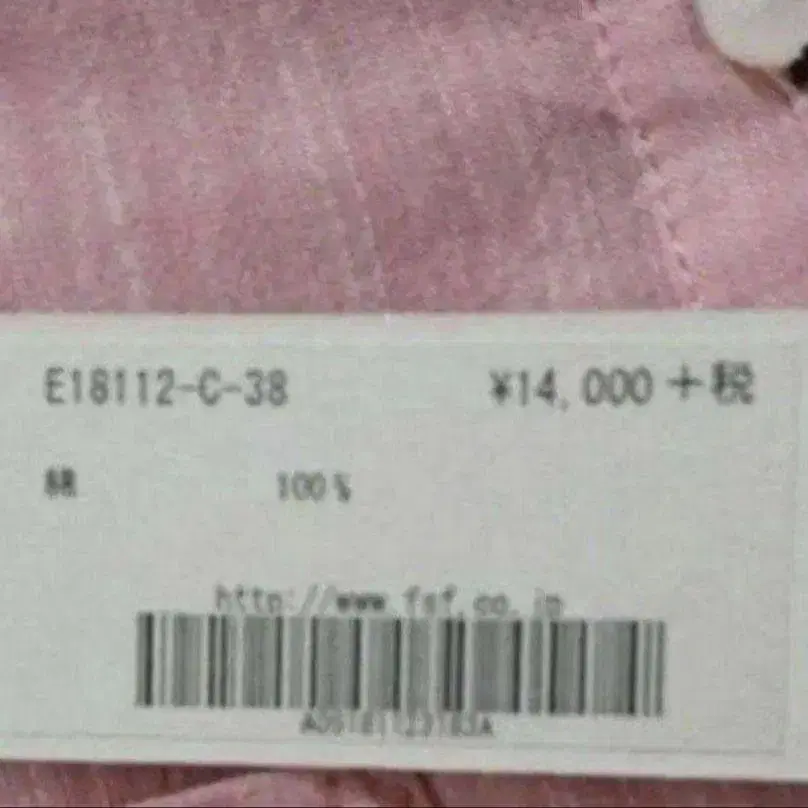 E18112-C-38 ¥14,000+税
綿 100%
http://www.fsf.co.jp